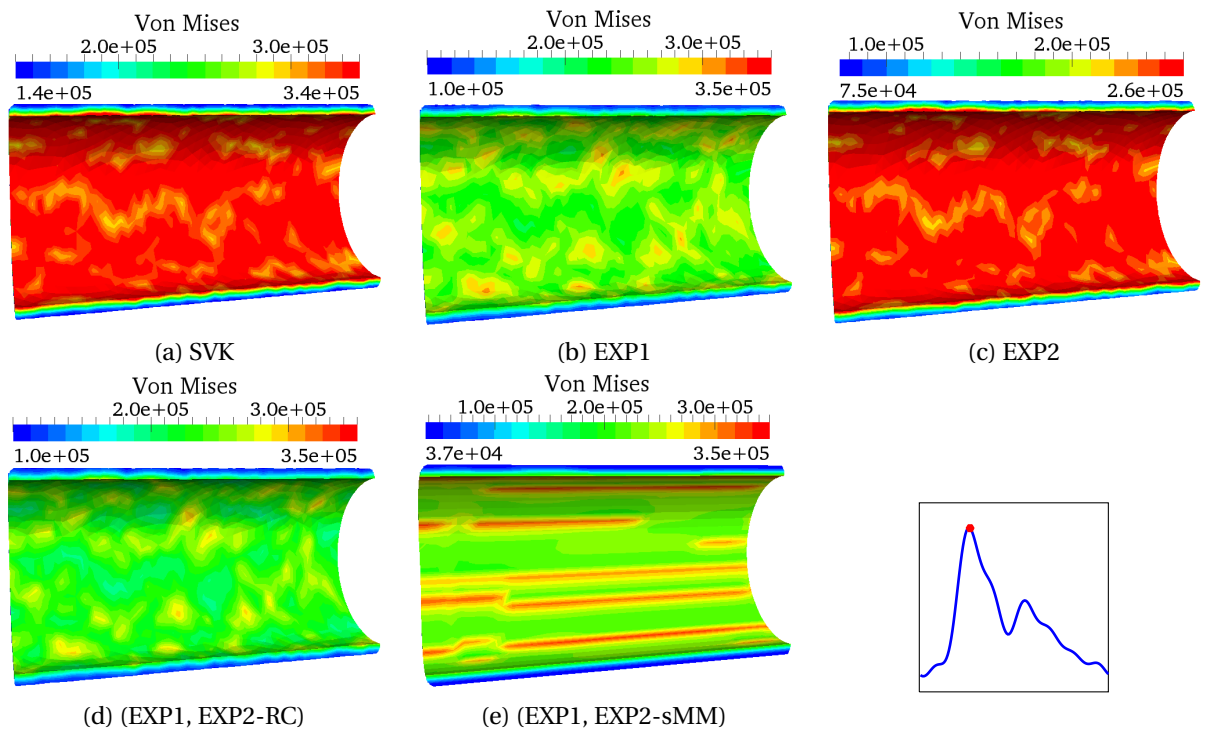 Von Mises
2.0e+05 3.0e+05
1.4e+05 3.4e+05
(a) SVK
Von Mises
2.0e+05 3.0e+05
1.0e+05 3.5e+05
(b) EXP1
Von Mises
1.0e+05 2.0e+05
7.5e+04 2.6e+05
(c) EXP2
Von Mises
2.0e+05 3.0e+05
1.0e+05 3.5e+05
(d) (EXP1, EXP2-RC)
Von Mises
1.0e+05 2.0e+05 3.0e+05
3.7e+04 3.5e+05
(e) (EXP1, EXP2-sMM)